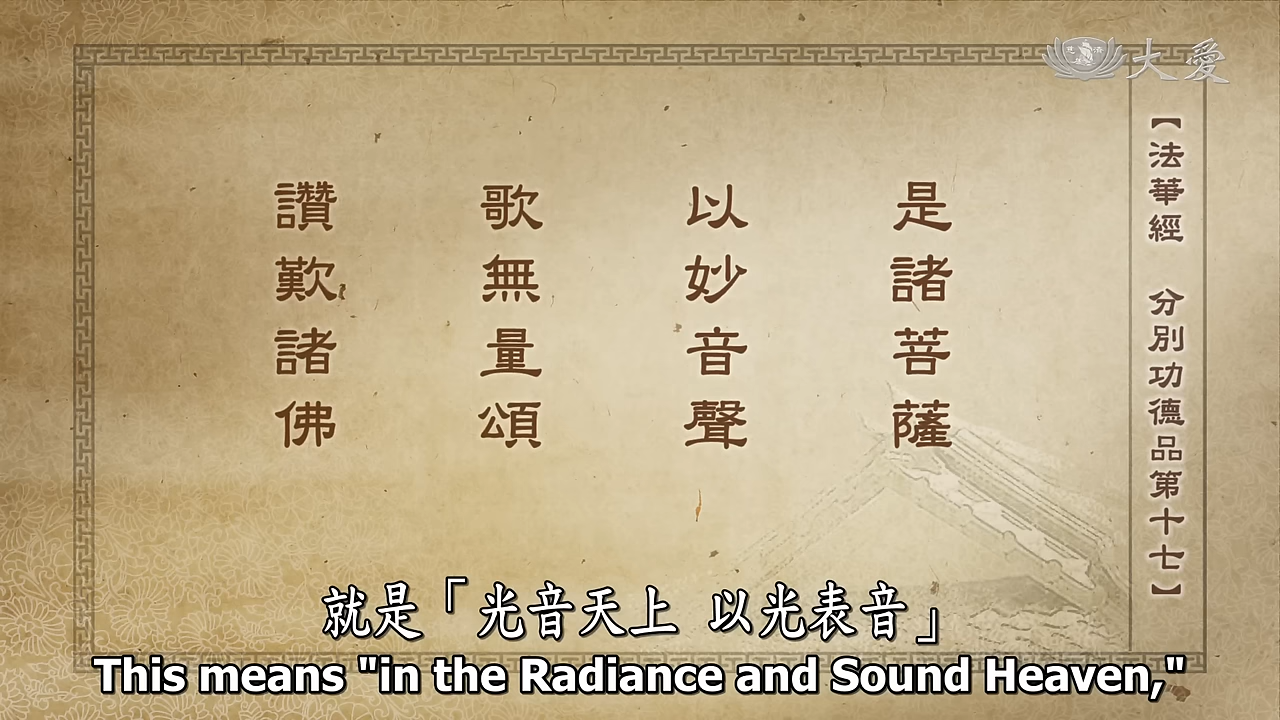 大愛
【法華經 分別功德品第十七】
是諸菩薩
以妙音聲
歌無量頌
讚歎諸佛
就是「光音天上 以光表音」
This means "in the Radiance and Sound Heaven,"